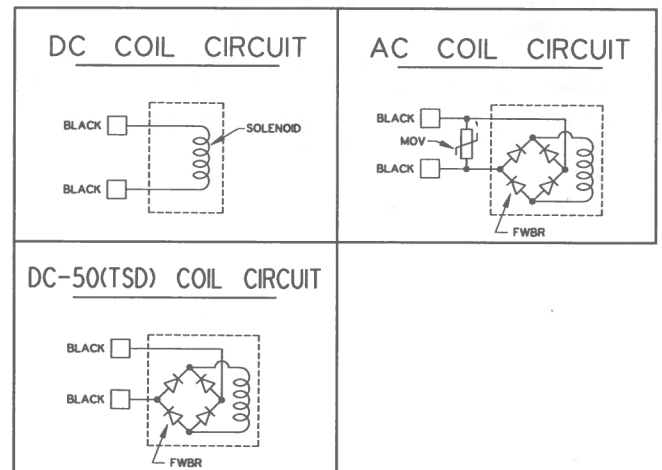 DC COIL CIRCUIT
BLACK
SOLENOID
BLACK
AC COIL CIRCUIT
BLACK
MOV
BLACK
FWBR
DC-50(TSD) COIL CIRCUIT
BLACK
BLACK
FWBR